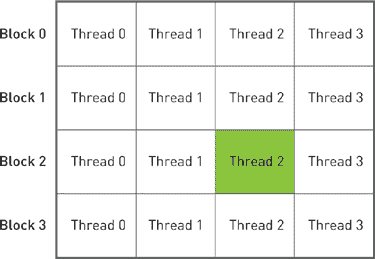 Block 0 Thread 0 Thread 1 Thread 2 Thread 3
Block 1 Thread 0 Thread 1 Thread 2 Thread 3
Block 2 Thread 0 Thread 1 Thread 2 Thread 3
Block 3 Thread 0 Thread 1 Thread 2 Thread 3